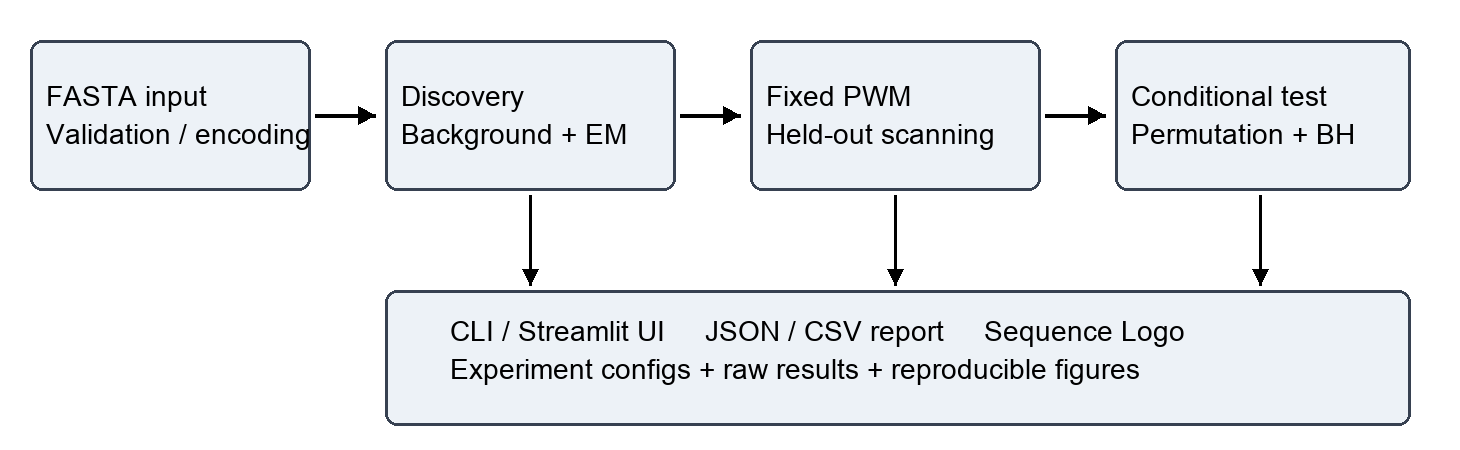 FASTA input
Validation / encoding
Discovery
Background + EM
Fixed PWM
Held-out scanning
Conditional test
Permutation + BH
CLI / Streamlit UI JSON / CSV report Sequence Logo
Experiment configs + raw results + reproducible figures